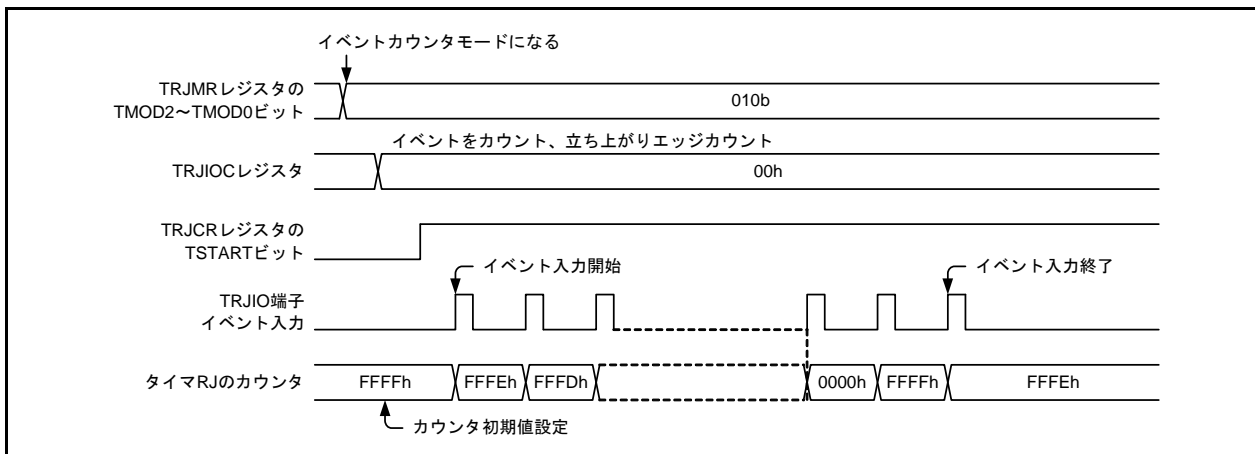 イベントカウンタモードになる
TRJMRレジスタの
TMOD2～TMOD0ビット
010b
イベントをカウント、立ち上がりエッジカウント
TRJIOCレジスタ
00h
TRJCRレジスタの
TSTARTビット
イベント入力開始
イベント入力終了
TRJIO端子
イベント入力
タイマRJのカウンタ
FFFFh
FFFEh
FFFDh
0000h
FFFFh
FFFEh
カウンタ初期値設定